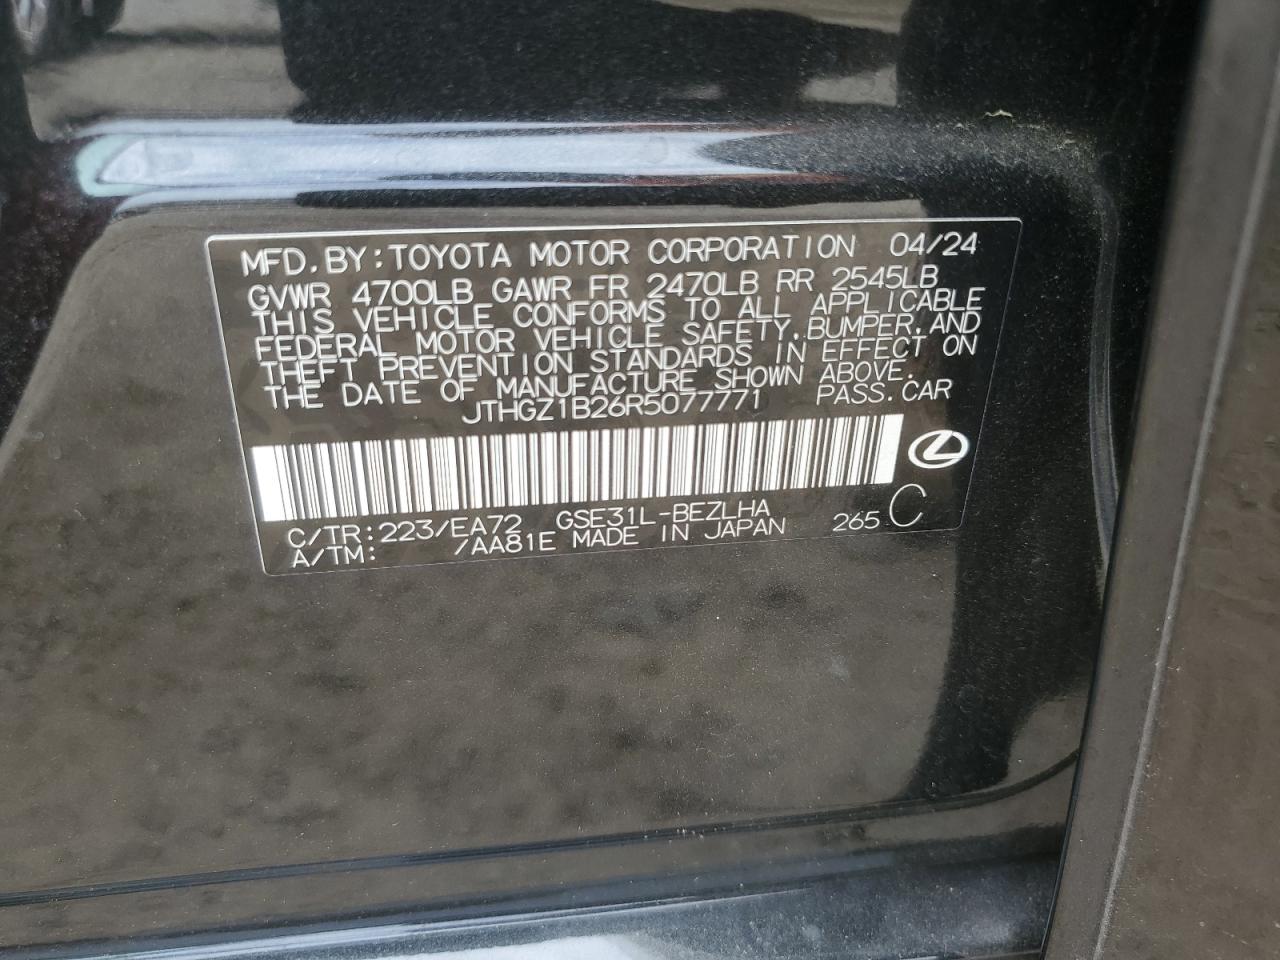 MFD. BY: TOYOTA MOTOR CORPORATION 04/24
GVWR 4700LB GAWR FR 2470LB RR 2545LB
THIS VEHICLE CONFORMS TO ALL APPLICABLE
FEDERAL MOTOR VEHICLE SAFETY, BUMPER, AND
THEFT PREVENTION STANDARDS IN EFFECT ON
THE DATE OF MANUFACTURE SHOWN ABOVE.
JTHGZ1B26R5077771 PASS. CAR
C/TR: 223/EA72 GSE31L-BEZLHA
A/TM: /AA81E MADE IN JAPAN 265 C